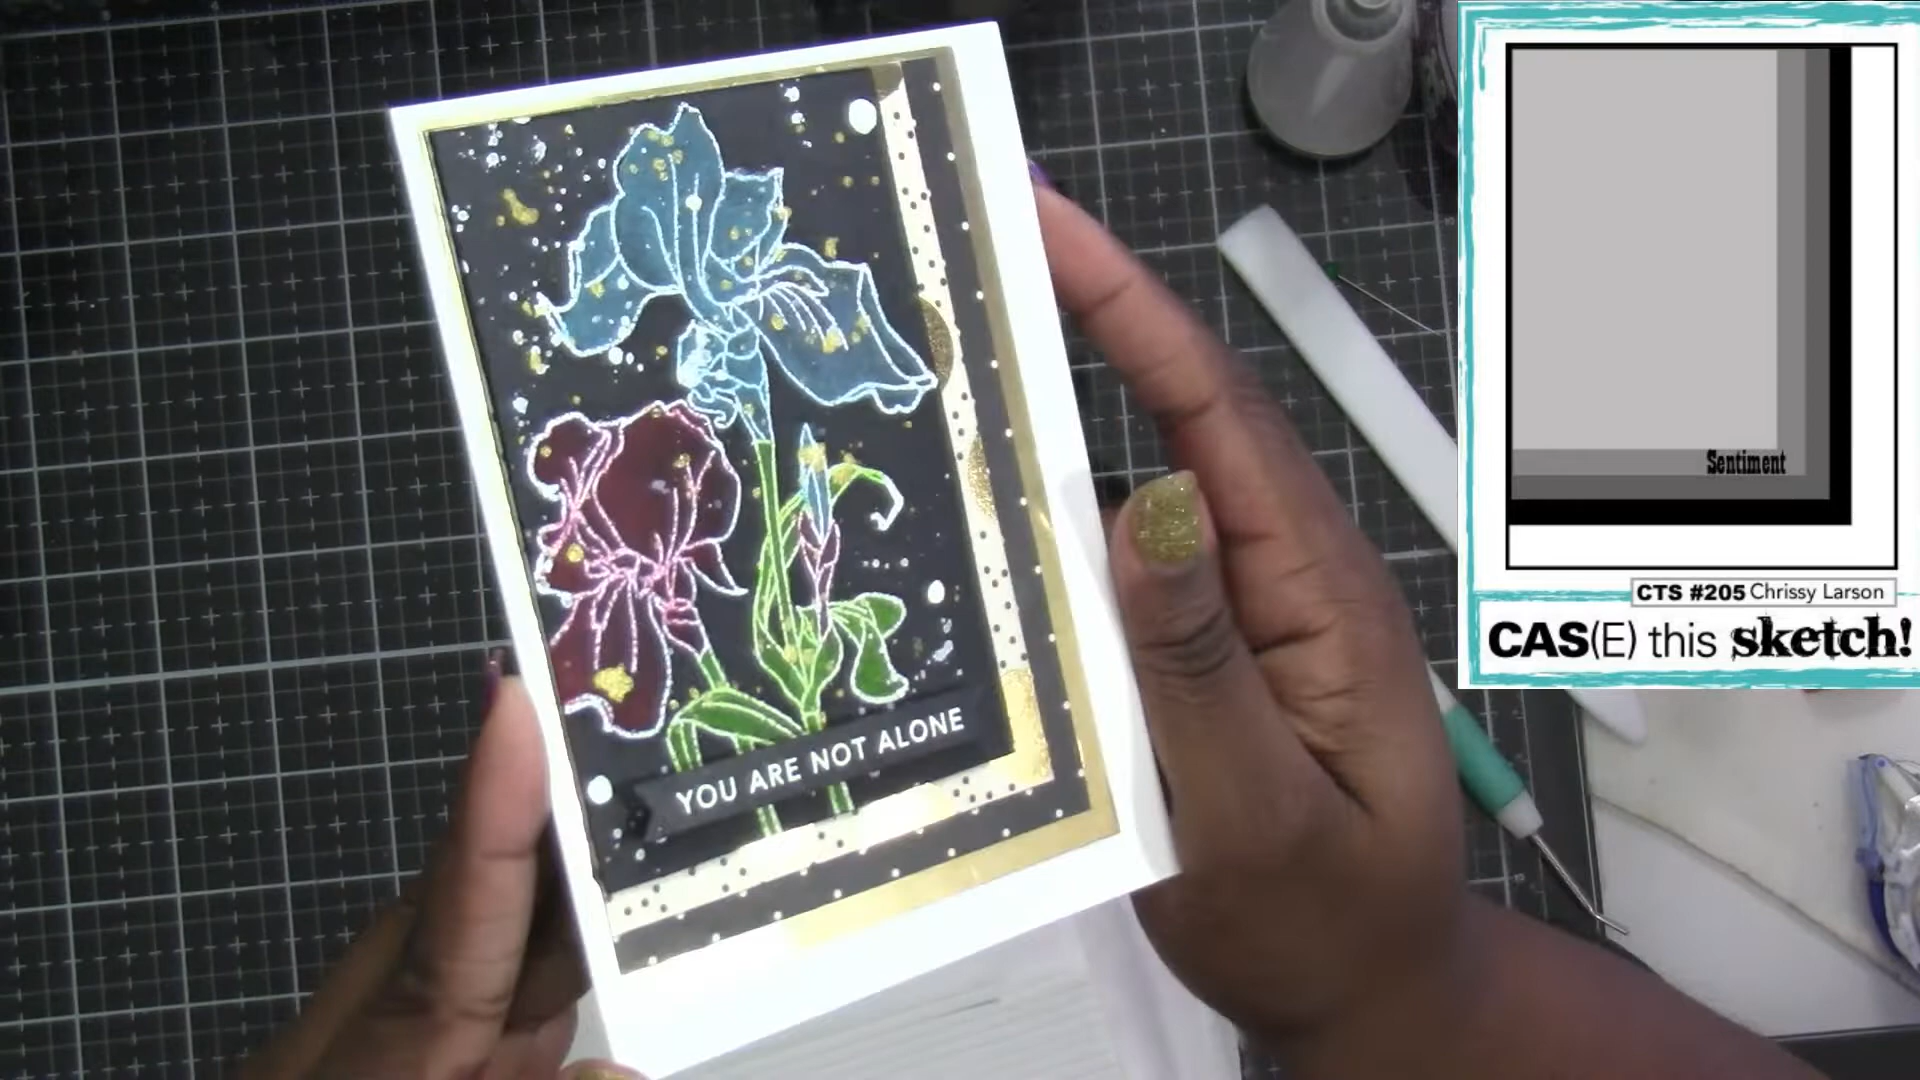 YOU ARE NOT ALONE
Sentiment
CTS #205 Chrissy Larson
CAS(E) this sketch!